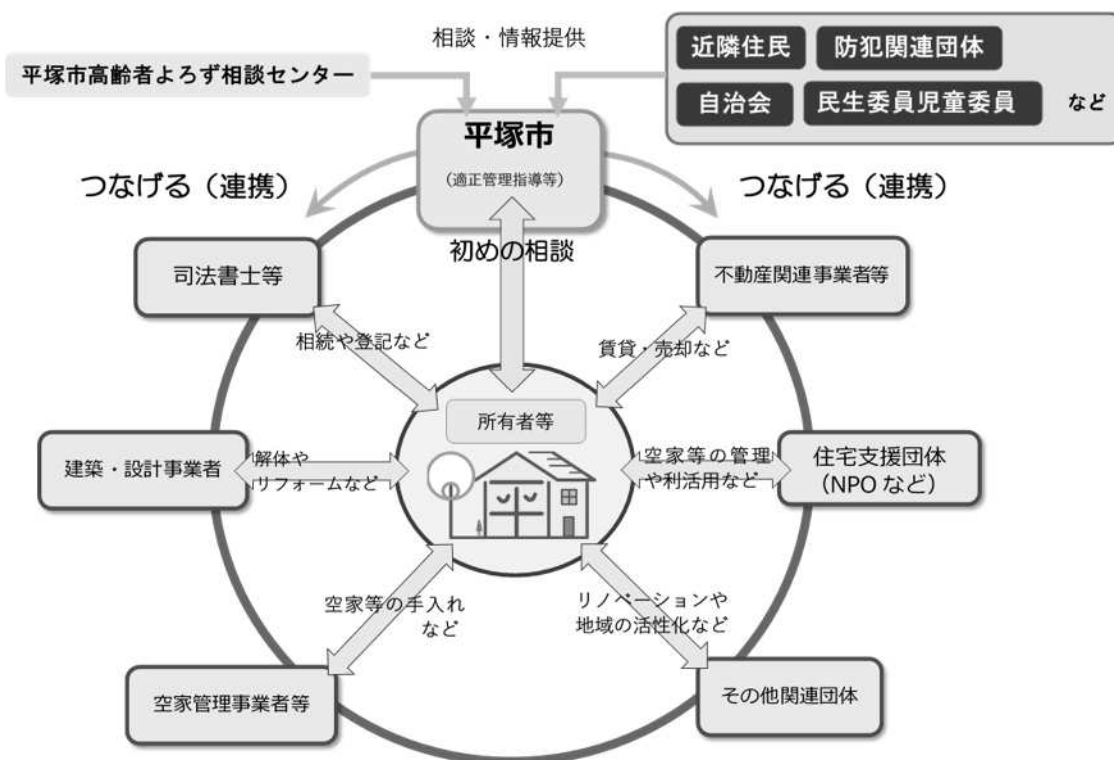 相談・情報提供
平塚市高齢者よろず相談センター
近隣住民
防犯関連団体
自治会
民生委員児童委員
など
平塚市
（適正管理指導等）
つなげる（連携）
つなげる（連携）
初めの相談
司法書士等
不動産関連事業者等
相続や登記など
賃貸・売却など
所有者等
建築・設計事業者
解体や
リフォームなど
空家等の管理
や利活用など
住宅支援団体
（NPOなど）
空家等の手入れ
など
リノベーションや
地域の活性化など
空家管理事業者等
その他関連団体